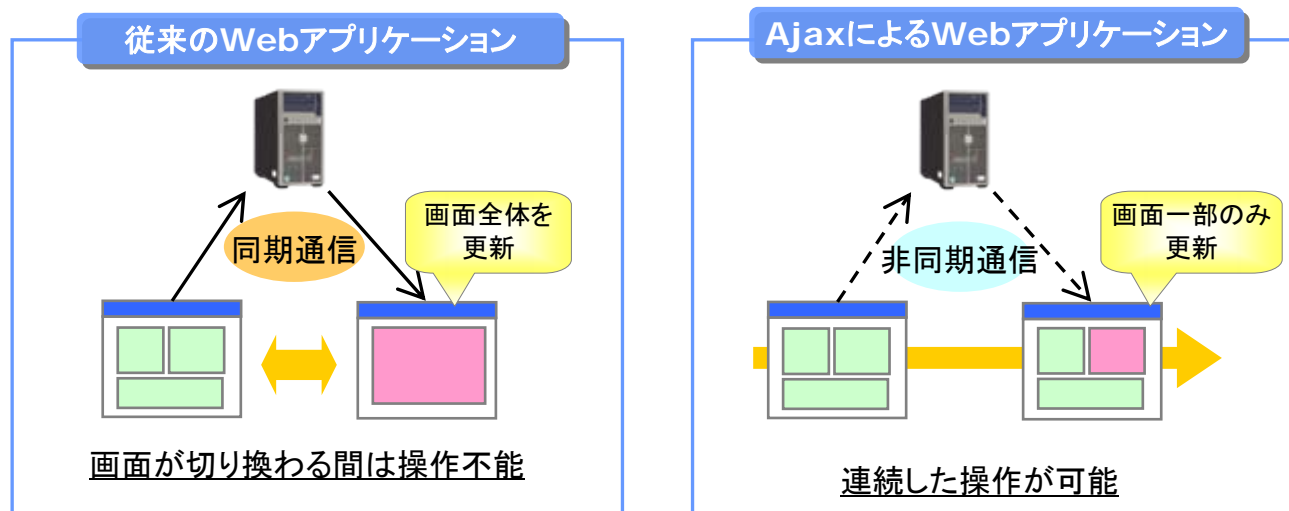 従来のWebアプリケーション
同期通信
画面全体を
更新
画面が切り換わる間は操作不能
AjaxによるWebアプリケーション
非同期通信
画面一部のみ
更新
連続した操作が可能